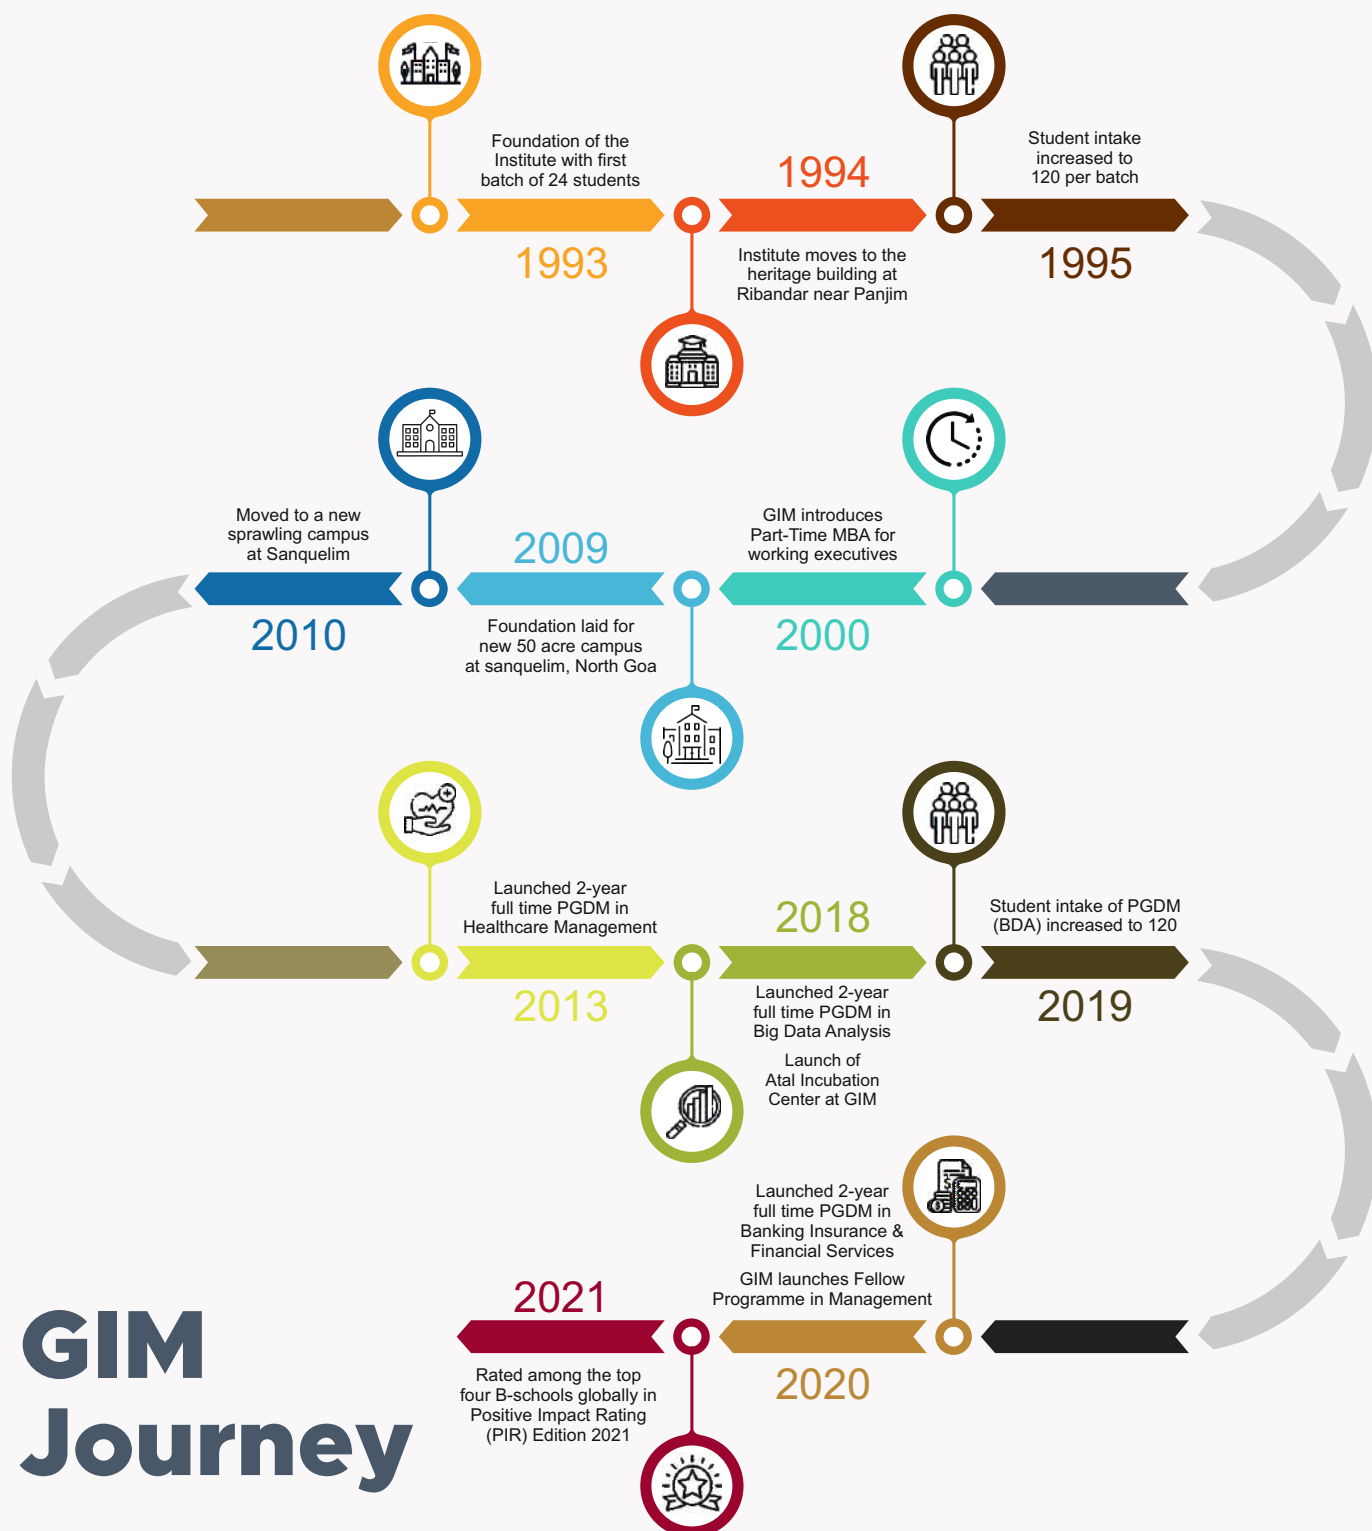 Foundation of the
Institute with first
batch of 24 students
1993
1994
Institute moves to the
heritage building at
Ribandar near Panjim
Student intake
increased to
120 per batch
1995
GIM introduces
Part-Time MBA for
working executives
2000
2009
Foundation laid for
new 50 acre campus
at sanquelim, North Goa
Moved to a new
sprawling campus
at Sanquelim
2010
Launched 2-year
full time PGDM in
Healthcare Management
2013
2018
Launched 2-year
full time PGDM in
Big Data Analysis
Launch of
Atal Incubation
Center at GIM
Student intake of PGDM
(BDA) increased to 120
2019
Launched 2-year
full time PGDM in
Banking Insurance &
Financial Services
GIM launches Fellow
Programme in Management
2020
2021
Rated among the top
four B-schools globally in
Positive Impact Rating
(PIR) Edition 2021
GIM
Journey